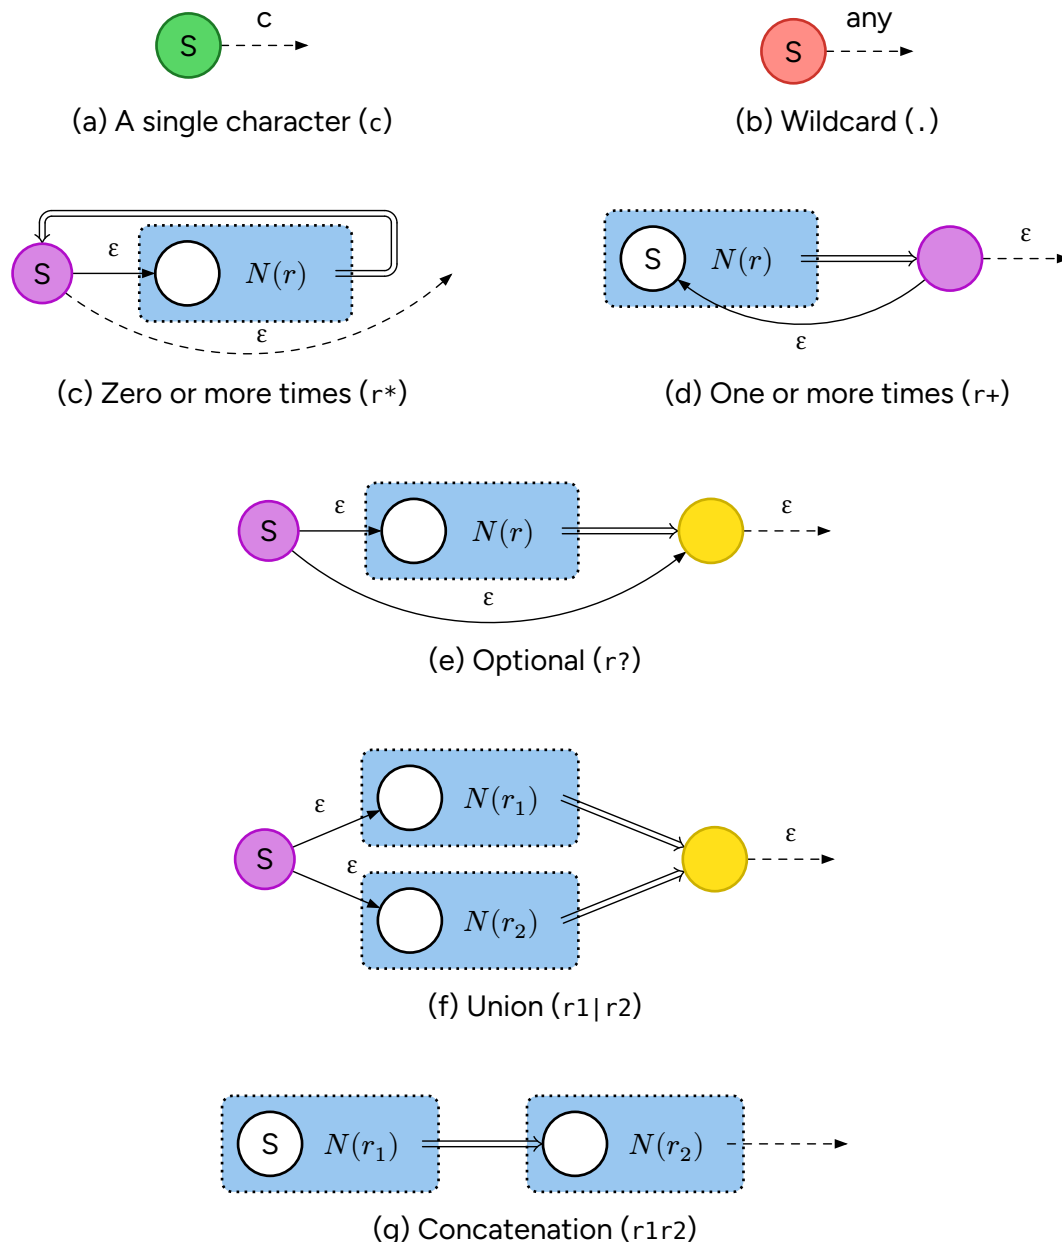 c
S
(a) A single character (c)
any
S
(b) Wildcard (.)
S
ε
N(r)
ε
(c) Zero or more times (r*)
S
N(r)
ε
ε
(d) One or more times (r+)
S
ε
N(r)
ε
ε
(e) Optional (r?)
S
ε
N(r₁)
ε
N(r₂)
ε
(f) Union (r1|r2)
S
N(r₁)
N(r₂)
(g) Concatenation (r1r2)